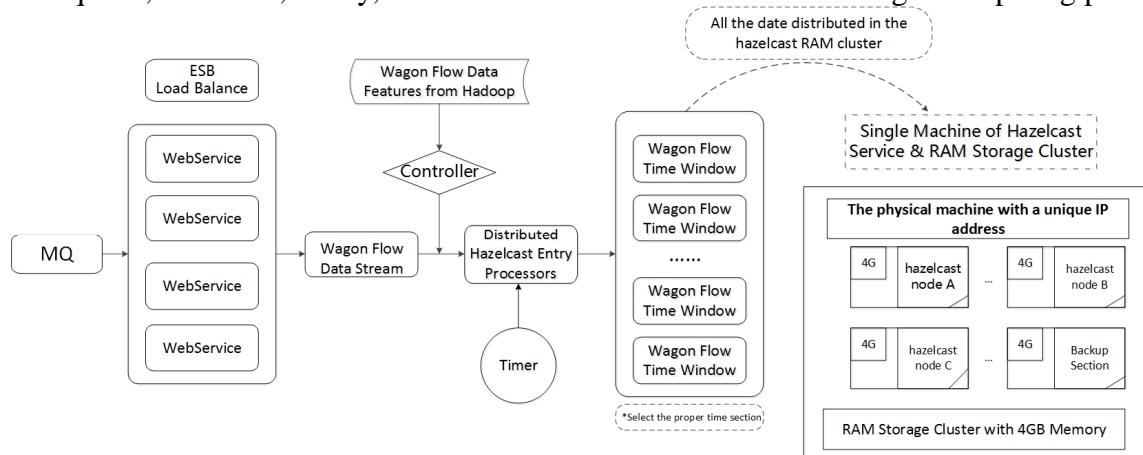 All the date distributed in the
hazelcast RAM cluster
ESB
Load Balance
Wagon Flow Data
Features from Hadoop
WebService
WebService
WebService
WebService
MQ
Controller
Wagon Flow
Data Stream
Distributed
Hazelcast Entry
Processors
Timer
Wagon Flow
Time Window
Wagon Flow
Time Window
......
Wagon Flow
Time Window
Wagon Flow
Time Window
*Select the proper time section
Single Machine of Hazelcast
Service & RAM Storage Cluster
The physical machine with a unique IP
address
4G
hazelcast
node A
...
4G
hazelcast
node B
4G
hazelcast
node C
...
4G
Backup
Section
RAM Storage Cluster with 4GB Memory